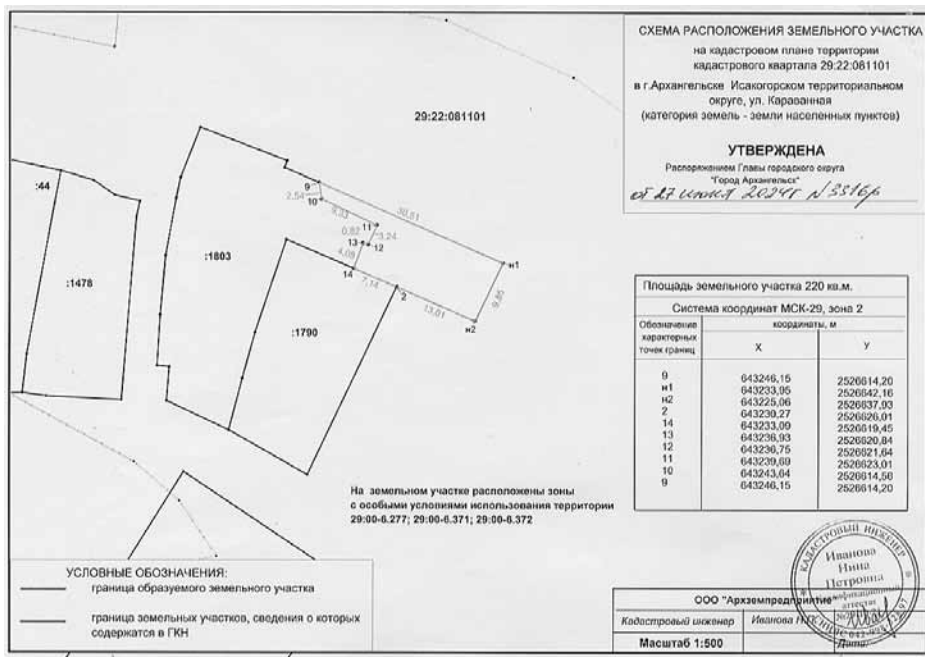 СХЕМА РАСПОЛОЖЕНИЯ ЗЕМЕЛЬНОГО УЧАСТКА
на кадастровом плане территории
кадастрового квартала 29:22:081101
в г.Архангельске Исакогорском территориальном
округе, ул. Караванная
(категория земель - земли населенных пунктов)
УТВЕРЖДЕНА
Распоряжением Главы городского округа
"Город Архангельск"
от 27 июня 2024г N 3316р
29:22:081101
:44
:1478
:1803
:1790
9
2,54
10
9,33
11
30,51
0,82
3,24
13
12
4,08
14
7,14
2
13,01
н1
9,85
н2
Площадь земельного участка 220 кв.м.
Система координат МСК-29, зона 2
Обозначение характерных точек границ
координаты, м
X
У
9 643246,15 2526614,20
н1 643233,95 2526642,16
н2 643225,06 2526637,93
2 643230,27 2526626,01
14 643233,09 2526619,45
13 643236,93 2526620,84
12 643236,75 2526621,64
11 643239,69 2526623,01
10 643243,64 2526614,56
9 643246,15 2526614,20
На земельном участке расположены зоны
с особыми условиями использования территории
29:00-6.277; 29:00-6.371; 29:00-6.372
УСЛОВНЫЕ ОБОЗНАЧЕНИЯ:
граница образуемого земельного участка
граница земельных участков, сведения о которых
содержатся в ГКН
ООО "Архземпредприятие"
Кадастровый инженер
Иванова Н.
Масштаб 1:500
Дата:
КАДАСТРОВЫЙ ИНЖЕНЕР
Иванова
Нина
Петровна
квалификационный
аттестат